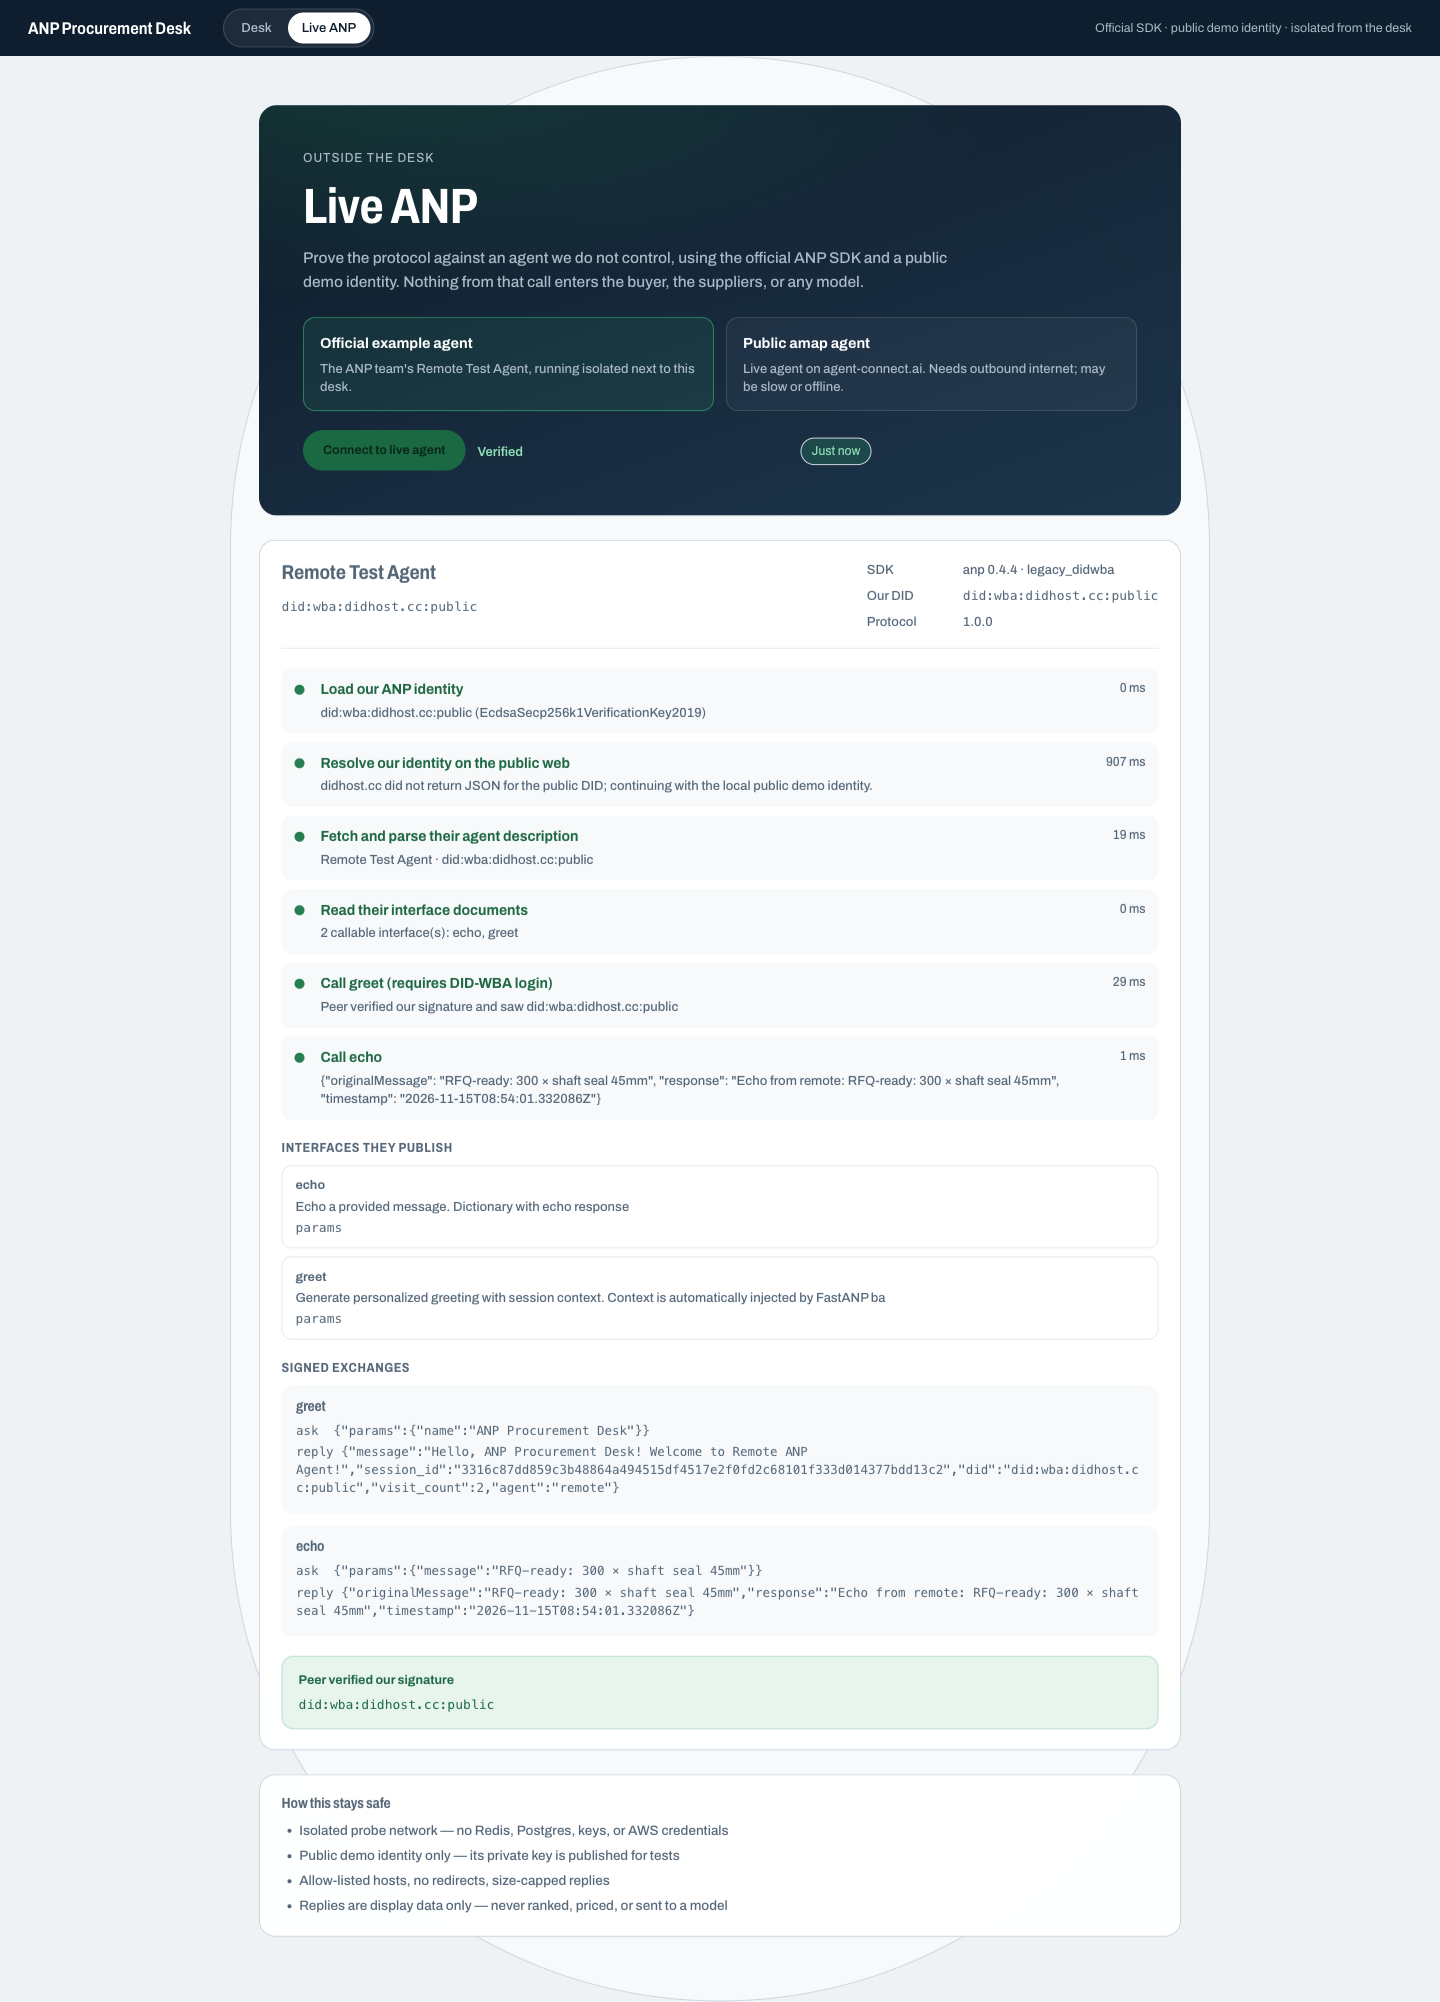 ANP Procurement Desk
Desk
Live ANP
Official SDK · public demo identity · isolated from the desk
OUTSIDE THE DESK
Live ANP
Prove the protocol against an agent we do not control, using the official ANP SDK and a public
demo identity. Nothing from that call enters the buyer, the suppliers, or any model.
Official example agent
The ANP team's Remote Test Agent, running isolated next to this
desk.
Public amap agent
Live agent on agent-connect.ai. Needs outbound internet; may
be slow or offline.
Connect to live agent
Verified
Just now
Remote Test Agent
did:wba:didhost.cc:public
SDK
anp 0.4.4 · legacy_didwba
Our DID
did:wba:didhost.cc:public
Protocol
1.0.0
Load our ANP identity
0 ms
did:wba:didhost.cc:public (EcdsaSecp256k1VerificationKey2019)
Resolve our identity on the public web
907 ms
didhost.cc did not return JSON for the public DID; continuing with the local public demo identity.
Fetch and parse their agent description
19 ms
Remote Test Agent · did:wba:didhost.cc:public
Read their interface documents
0 ms
2 callable interface(s): echo, greet
Call greet (requires DID-WBA login)
29 ms
Peer verified our signature and saw did:wba:didhost.cc:public
Call echo
1 ms
{"originalMessage": "RFQ-ready: 300 × shaft seal 45mm", "response": "Echo from remote: RFQ-ready: 300 × shaft seal 45mm",
"timestamp": "2026-11-15T08:54:01.332086Z"}
INTERFACES THEY PUBLISH
echo
Echo a provided message. Dictionary with echo response
params
greet
Generate personalized greeting with session context. Context is automatically injected by FastANP ba
params
SIGNED EXCHANGES
greet
ask  {"params":{"name":"ANP Procurement Desk"}}
reply {"message":"Hello, ANP Procurement Desk! Welcome to Remote ANP
Agent!","session_id":"3316c87dd859c3b48864a494515df4517e2f0fd2c68101f333d014377bdd13c2","did":"did:wba:didhost.c
c:public","visit_count":2,"agent":"remote"}
echo
ask  {"params":{"message":"RFQ-ready: 300 × shaft seal 45mm"}}
reply {"originalMessage":"RFQ-ready: 300 × shaft seal 45mm","response":"Echo from remote: RFQ-ready: 300 × shaft
seal 45mm","timestamp":"2026-11-15T08:54:01.332086Z"}
Peer verified our signature
did:wba:didhost.cc:public
How this stays safe
• Isolated probe network — no Redis, Postgres, keys, or AWS credentials
• Public demo identity only — its private key is published for tests
• Allow-listed hosts, no redirects, size-capped replies
• Replies are display data only — never ranked, priced, or sent to a model